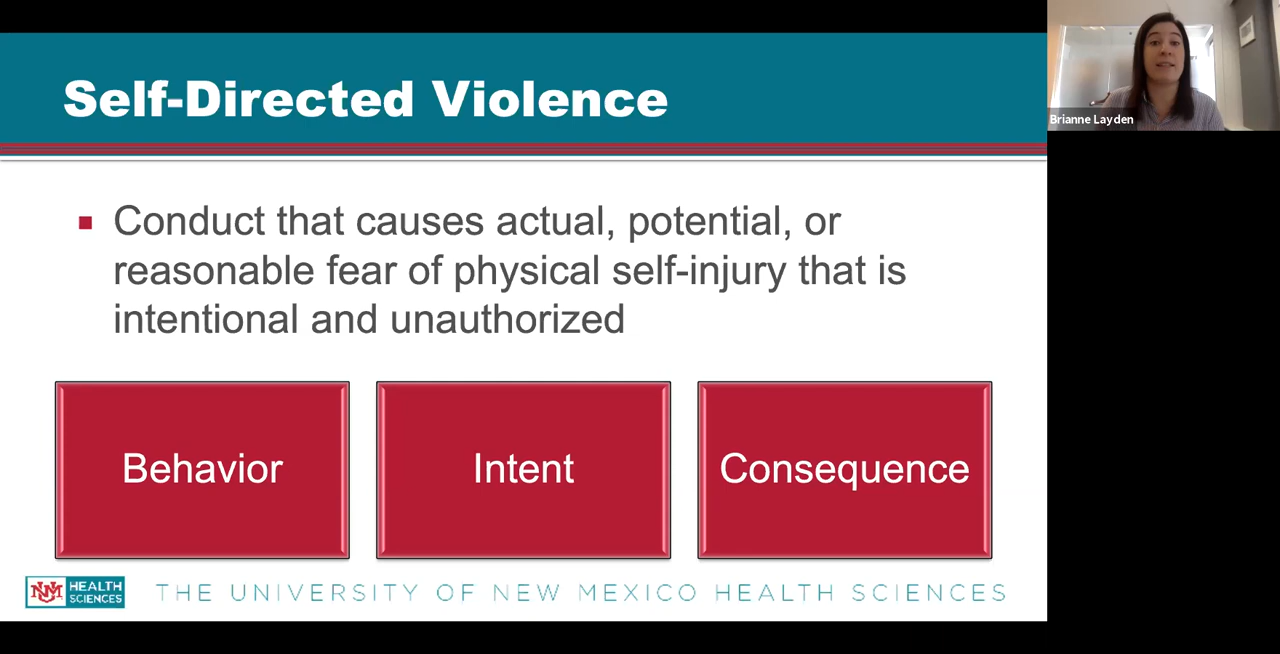 Self-Directed Violence
Brianne Layden
▪ Conduct that causes actual, potential, or
reasonable fear of physical self-injury that is
intentional and unauthorized
Behavior
Intent
Consequence
UNM HEALTH
SCIENCES
THE UNIVERSITY OF NEW MEXICO HEALTH SCIENCES